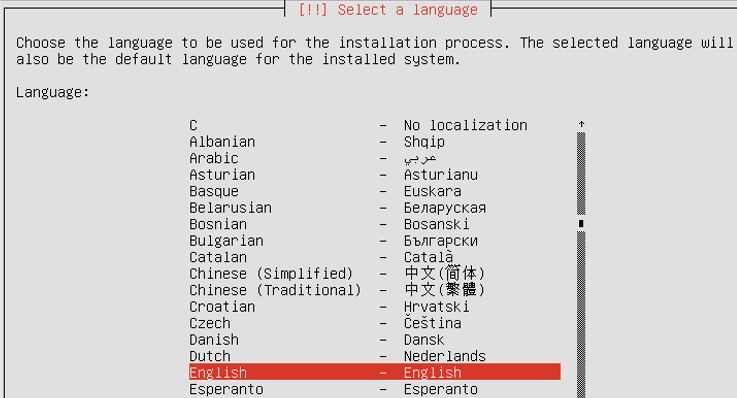 [!!] Select a language
Choose the language to be used for the installation process. The selected language will
also be the default language for the installed system.
Language:
C - No localization
Albanian - Shqip
Arabic - عربي
Asturian - Asturianu
Basque - Euskara
Belarusian - Беларуская
Bosnian - Bosanski
Bulgarian - Български
Catalan - Català
Chinese (Simplified) - 中文(简体)
Chinese (Traditional) - 中文(繁體)
Croatian - Hrvatski
Czech - Čeština
Danish - Dansk
Dutch - Nederlands
English - English
Esperanto - Esperanto